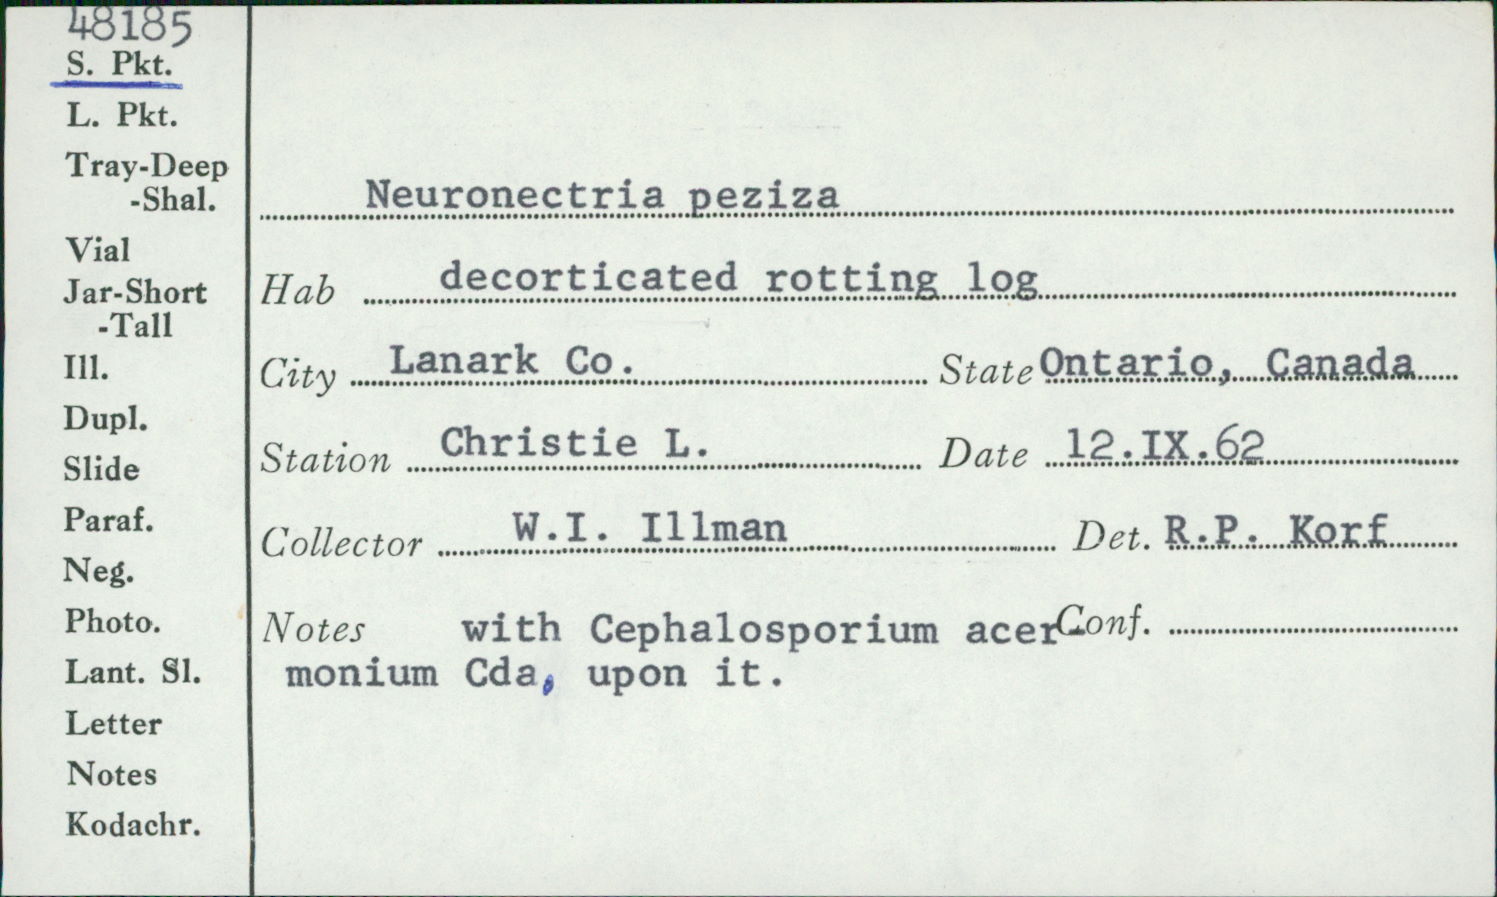 48185
S. Pkt.
L. Pkt.
Tray-Deep
-Shal.
Vial
Jar-Short
-Tall
Ill.
Dupl.
Slide
Paraf.
Neg.
Photo.
Lant. Sl.
Letter
Notes
Kodachr.
Neuronectria peziza
Hab decorticated rotting log
City Lanark Co. State Ontario, Canada
Station Christie L. Date 12.IX.62
Collector W.I. Illman Det. R.P. Korf
Notes with Cephalosporium acer- Conf.
monium Cda, upon it.